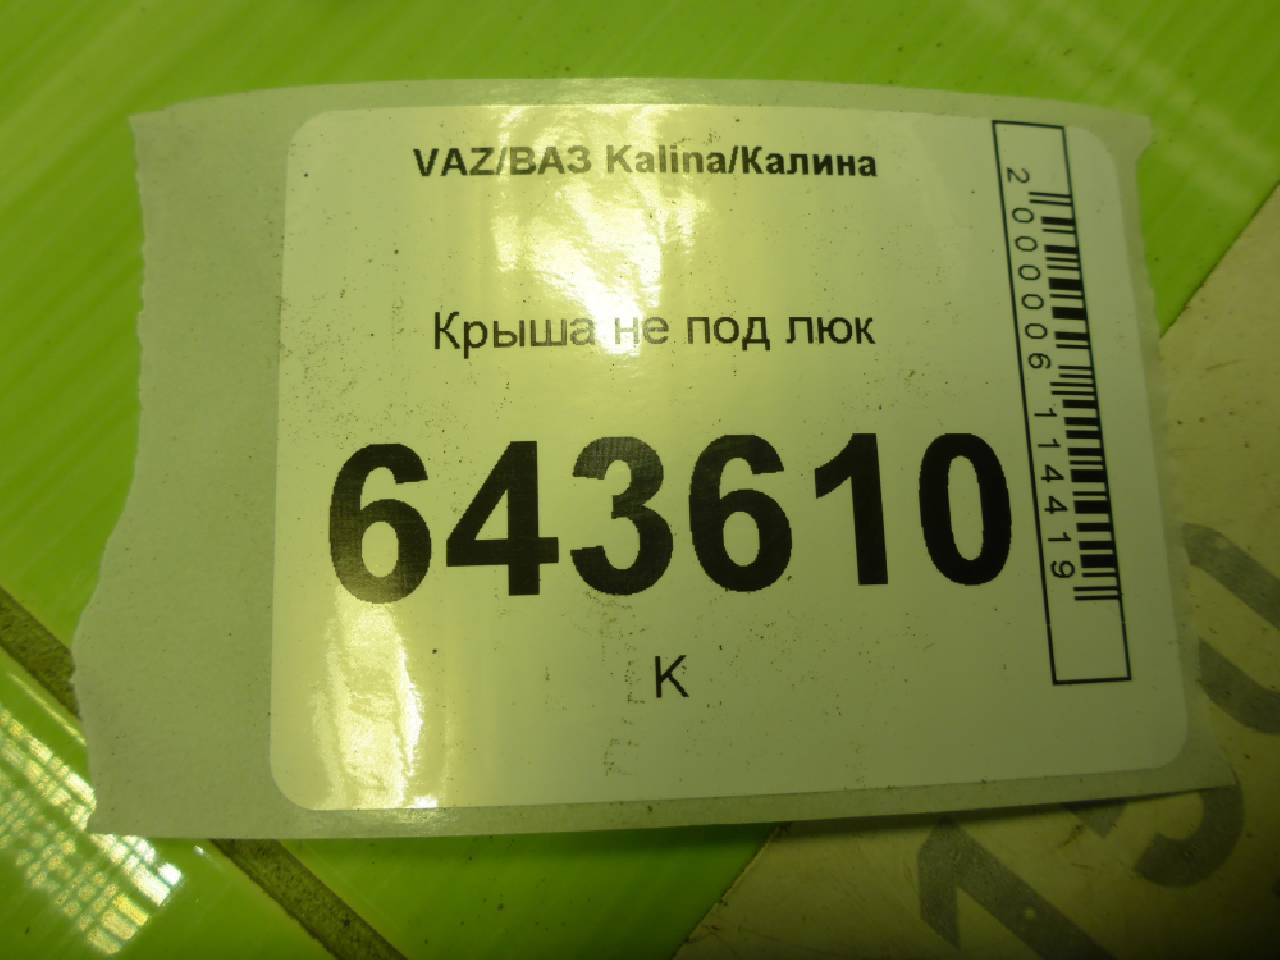 VAZ/ВАЗ Kalina/Калина
Крыша не под люк
643610
K
2000006114419